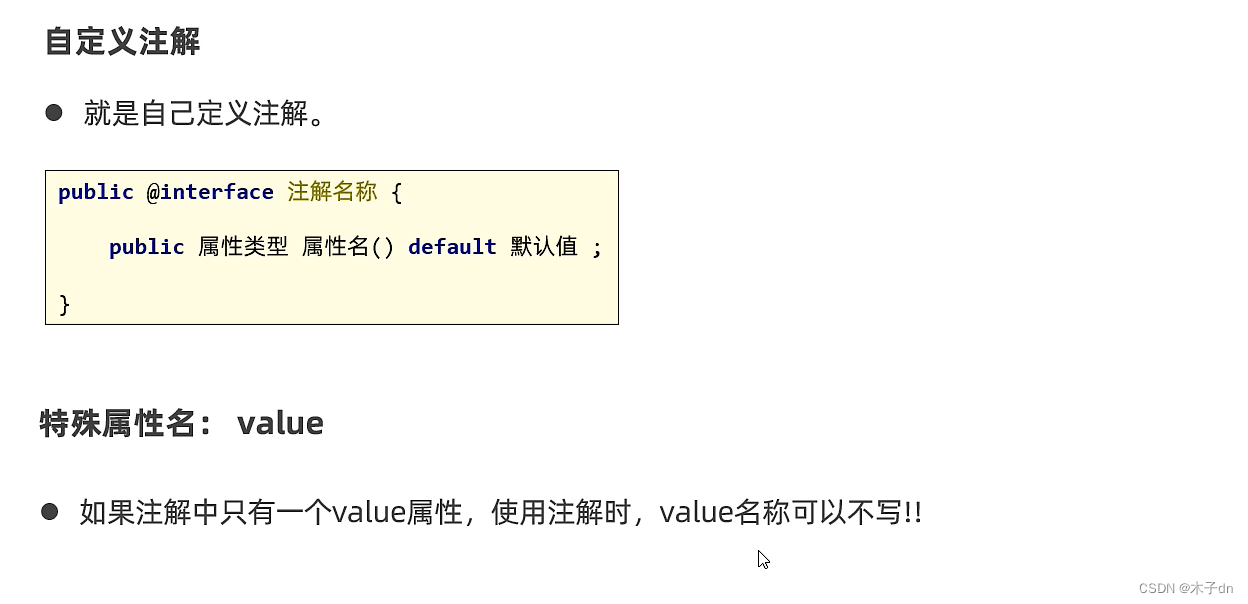 自定义注解
● 就是自己定义注解。
public @interface 注解名称 {
public 属性类型 属性名() default 默认值 ;
}
特殊属性名： value
● 如果注解中只有一个value属性，使用注解时，value名称可以不写!!
CSDN @木子dn